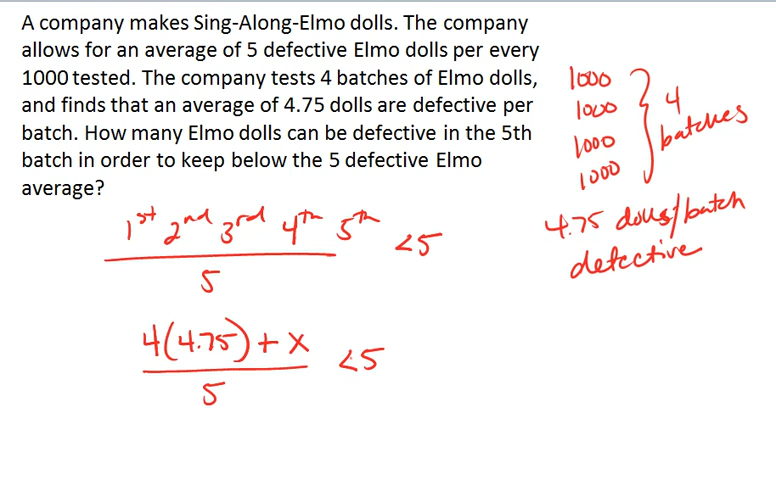 A company makes Sing-Along-Elmo dolls. The company
allows for an average of 5 defective Elmo dolls per every
1000 tested. The company tests 4 batches of Elmo dolls,
and finds that an average of 4.75 dolls are defective per
batch. How many Elmo dolls can be defective in the 5th
batch in order to keep below the 5 defective Elmo
average?
1000
1000
1000
1000
4
batches
4.75 dolls/batch
defective
1st 2nd 3rd 4th 5th <5
5
4(4.75) + x <5
5